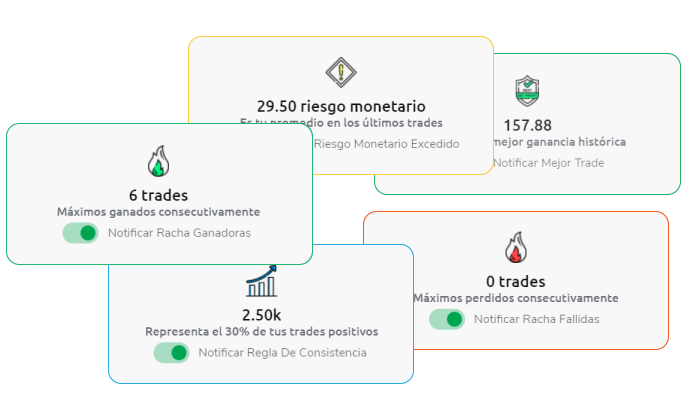 29.50 riesgo monetario
Es tu promedio en los últimos trades
Riesgo Monetario Excedido
157.88
mejor ganancia histórica
Notificar Mejor Trade
6 trades
Máximos ganados consecutivamente
Notificar Racha Ganadoras
0 trades
Máximos perdidos consecutivamente
Notificar Racha Fallidas
2.50k
Representa el 30% de tus trades positivos
Notificar Regla De Consistencia